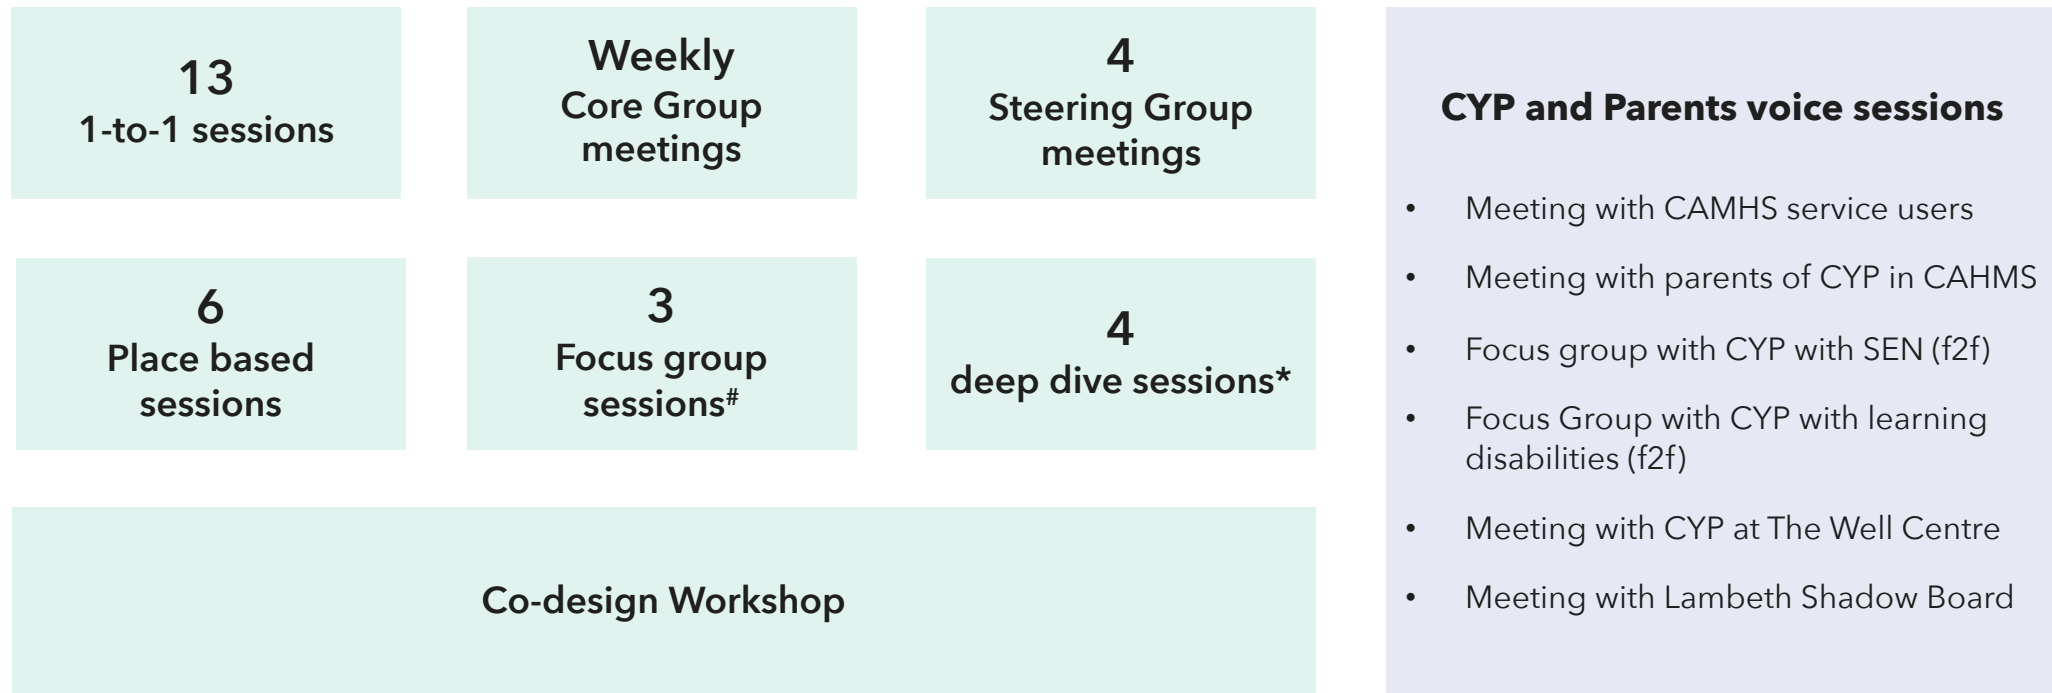 13
1-to-1 sessions
Weekly
Core Group
meetings
4
Steering Group
meetings
6
Place based
sessions
3
Focus group
sessions#
4
deep dive sessions*
Co-design Workshop
CYP and Parents voice sessions
• Meeting with CAMHS service users
• Meeting with parents of CYP in CAHMS
• Focus group with CYP with SEN (f2f)
• Focus Group with CYP with learning
disabilities (f2f)
• Meeting with CYP at The Well Centre
• Meeting with Lambeth Shadow Board